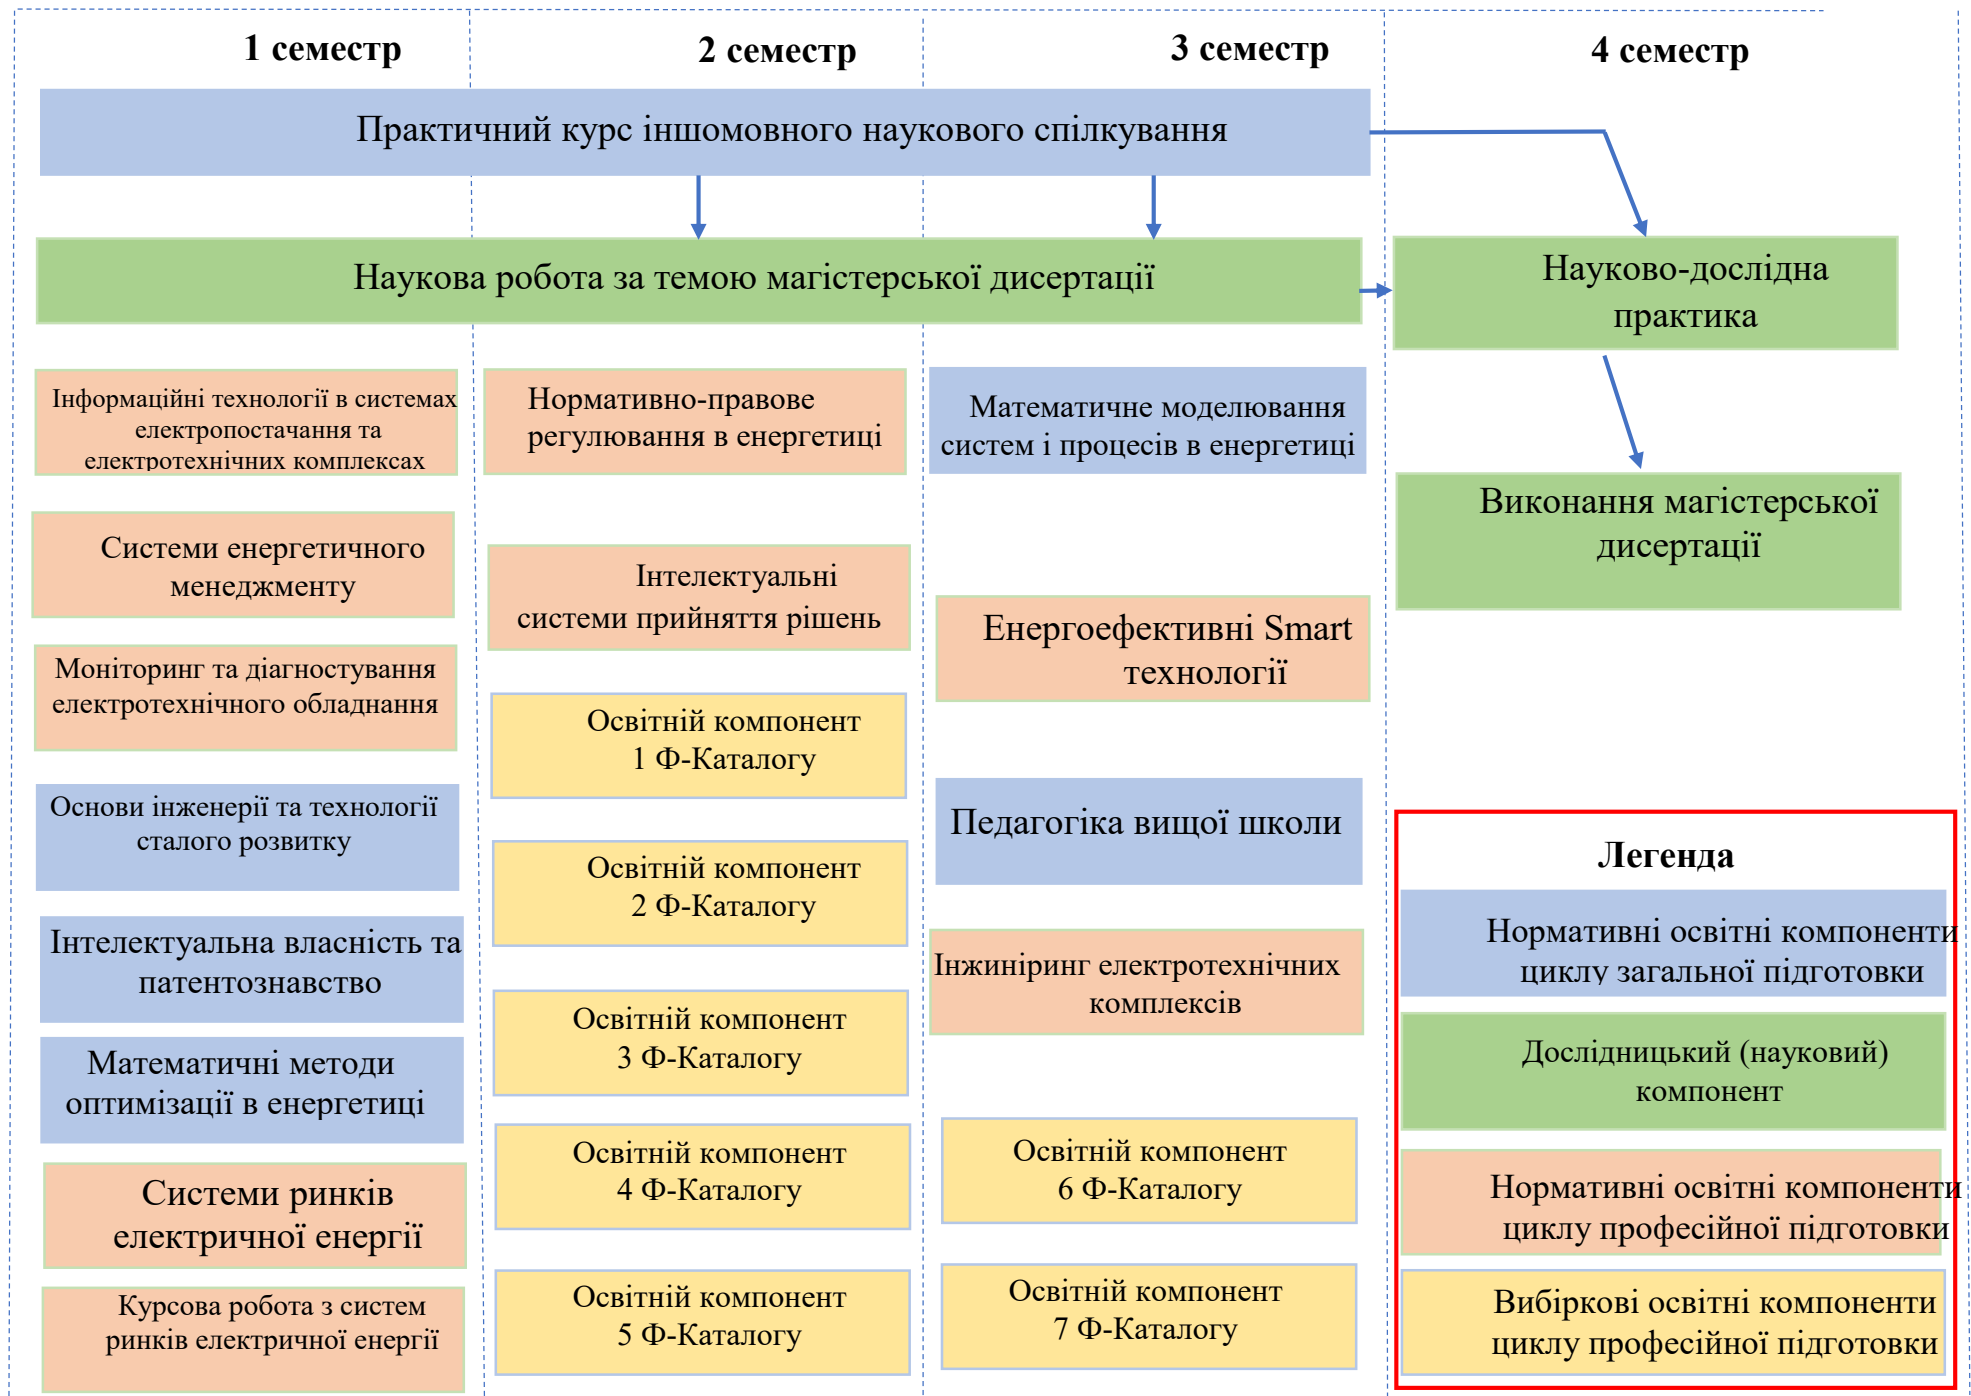 1 семестр
2 семестр
3 семестр
4 семестр
Практичний курс іншомовного наукового спілкування
Наукова робота за темою магістерської дисертації
Науково-дослідна
практика
Виконання магістерської
дисертації
Інформаційні технології в системах
електропостачання та
електротехнічних комплексах
Системи енергетичного
менеджменту
Моніторинг та діагностування
електротехнічного обладнання
Основи інженерії та технології
сталого розвитку
Інтелектуальна власність та
патентознавство
Математичні методи
оптимізації в енергетиці
Системи ринків
електричної енергії
Курсова робота з систем
ринків електричної енергії
Нормативно-правове
регулювання в енергетиці
Інтелектуальні
системи прийняття рішень
Освітній компонент
1 Ф-Каталогу
Освітній компонент
2 Ф-Каталогу
Освітній компонент
3 Ф-Каталогу
Освітній компонент
4 Ф-Каталогу
Освітній компонент
5 Ф-Каталогу
Математичне моделювання
систем і процесів в енергетиці
Енергоефективні Smart
технології
Педагогіка вищої школи
Інжиніринг електротехнічних
комплексів
Освітній компонент
6 Ф-Каталогу
Освітній компонент
7 Ф-Каталогу
Легенда
Нормативні освітні компоненти
циклу загальної підготовки
Дослідницький (науковий)
компонент
Нормативні освітні компоненти
циклу професійної підготовки
Вибіркові освітні компоненти
циклу професійної підготовки